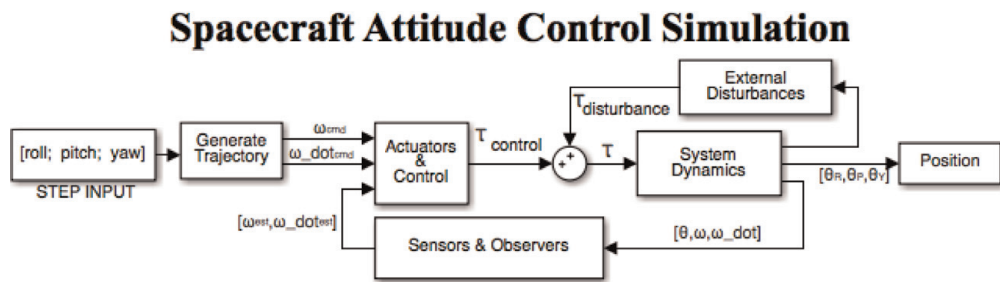 Spacecraft Attitude Control Simulation
[roll; pitch; yaw]
STEP INPUT
Generate
Trajectory
ωcmd
ω_dotcmd
Actuators
&
Control
τcontrol
+
+
τ
τdisturbance
External
Disturbances
System
Dynamics
[θR,θP,θY]
Position
[θ,ω,ω_dot]
Sensors & Observers
[ωest,ω_dotest]